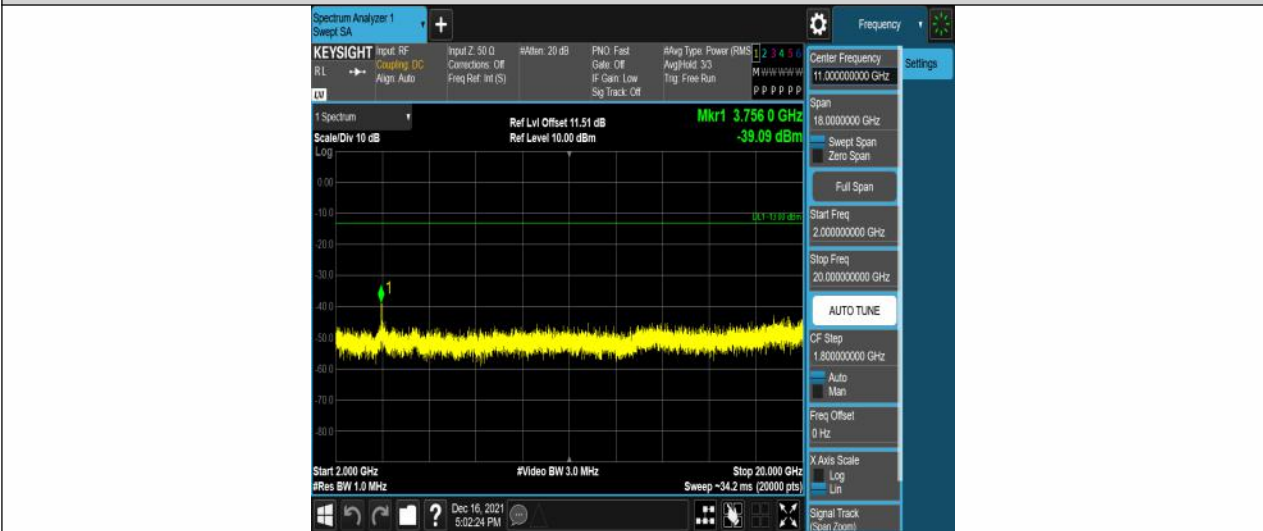 Spectrum Analyzer 1
Swept SA
+
Frequency
KEYSIGHT
Input: RF
Coupling: DC
Align: Auto
Input Z: 50 Ω
Corrections: Off
Freq Ref: Int (S)
#Atten: 20 dB
PNO: Fast
Gate: Off
IF Gain: Low
Sig Track: Off
#Avg Type: Power (RMS
Avg|Hold: 3/3
Trig: Free Run
1 2 3 4 5 6
M W W W W W
P P P P P P
RL
LV
1 Spectrum
Scale/Div 10 dB
Log
Ref Lvl Offset 11.51 dB
Ref Level 10.00 dBm
Mkr1 3.756 0 GHz
-39.09 dBm
0.00
-10.0
DL1 -13.00 dBm
-20.0
-30.0
1
-40.0
-50.0
-60.0
-70.0
-80.0
Start 2.000 GHz
#Res BW 1.0 MHz
#Video BW 3.0 MHz
Stop 20.000 GHz
Sweep ~34.2 ms (20000 pts)
Center Frequency
11.000000000 GHz
Settings
Span
18.0000000 GHz
Swept Span
Zero Span
Full Span
Start Freq
2.000000000 GHz
Stop Freq
20.000000000 GHz
AUTO TUNE
CF Step
1.800000000 GHz
Auto
Man
Freq Offset
0 Hz
X Axis Scale
Log
Lin
Signal Track
(Span Zoom)
?
Dec 16, 2021
5:02:24 PM